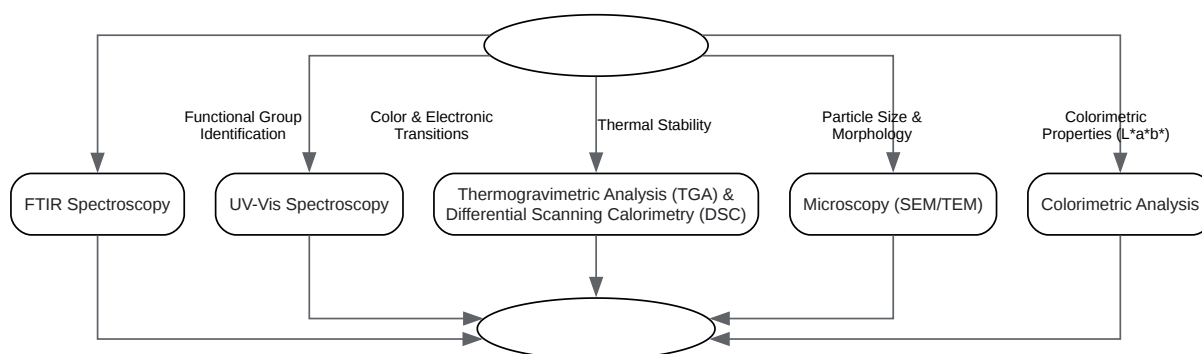 Functional Group
Identification
Color & Electronic
Transitions
Thermal Stability
Particle Size &
Morphology
Colorimetric
Properties (L*a*b*)
FTIR Spectroscopy
UV-Vis Spectroscopy
Thermogravimetric Analysis (TGA) &
Differential Scanning Calorimetry (DSC)
Microscopy (SEM/TEM)
Colorimetric Analysis